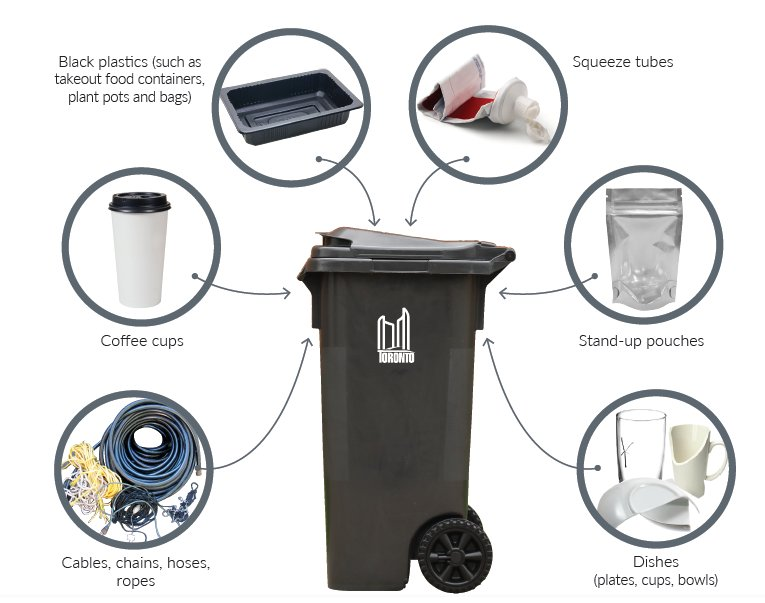 Black plastics (such as
takeout food containers,
plant pots and bags)
Squeeze tubes
Coffee cups
TORONTO
Stand-up pouches
Cables, chains, hoses,
ropes
Dishes
(plates, cups, bowls)